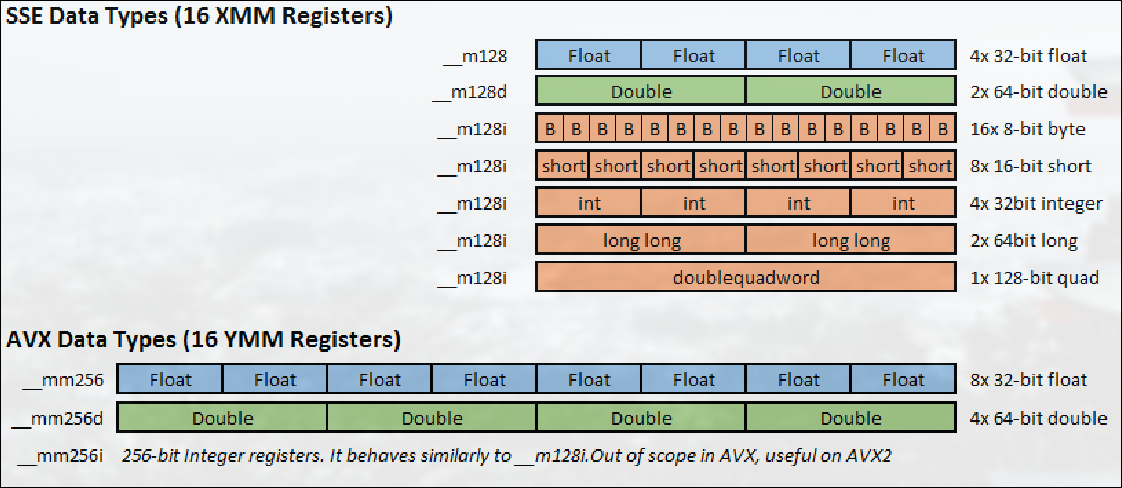 SSE Data Types (16 XMM Registers)
__m128 Float Float Float Float 4x 32-bit float
__m128d Double Double 2x 64-bit double
__m128i B B B B B B B B B B B B B B B B 16x 8-bit byte
__m128i short short short short short short short short 8x 16-bit short
__m128i int int int int 4x 32bit integer
__m128i long long long long 2x 64bit long
__m128i doublequadword 1x 128-bit quad
AVX Data Types (16 YMM Registers)
__mm256 Float Float Float Float Float Float Float Float 8x 32-bit float
__mm256d Double Double Double Double 4x 64-bit double
__mm256i 256-bit Integer registers. It behaves similarly to __m128i.Out of scope in AVX, useful on AVX2